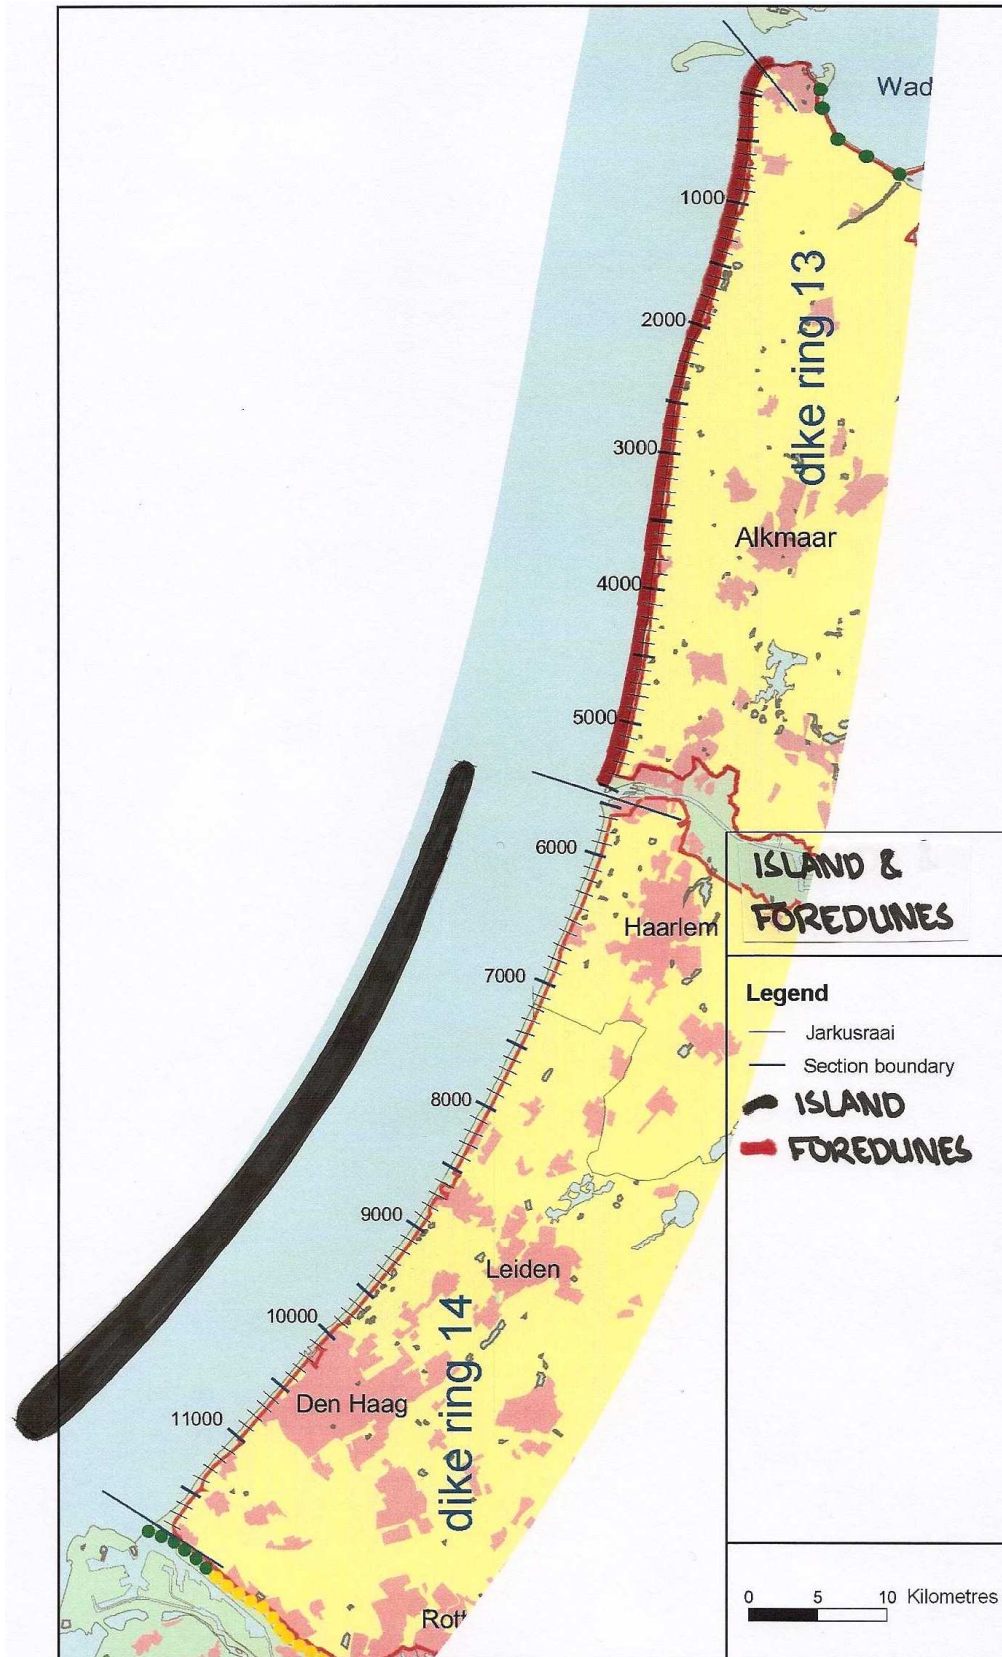 Wad
1000
dike ring 13
2000
3000
Alkmaar
4000
5000
6000
ISLAND &
FOREDUNES
Haarlem
7000
Legend
Jarkusraai
Section boundary
ISLAND
FOREDUNES
8000
9000
Leiden
10000
dike ring 14
Den Haag
11000
0 5 10 Kilometres
Rott